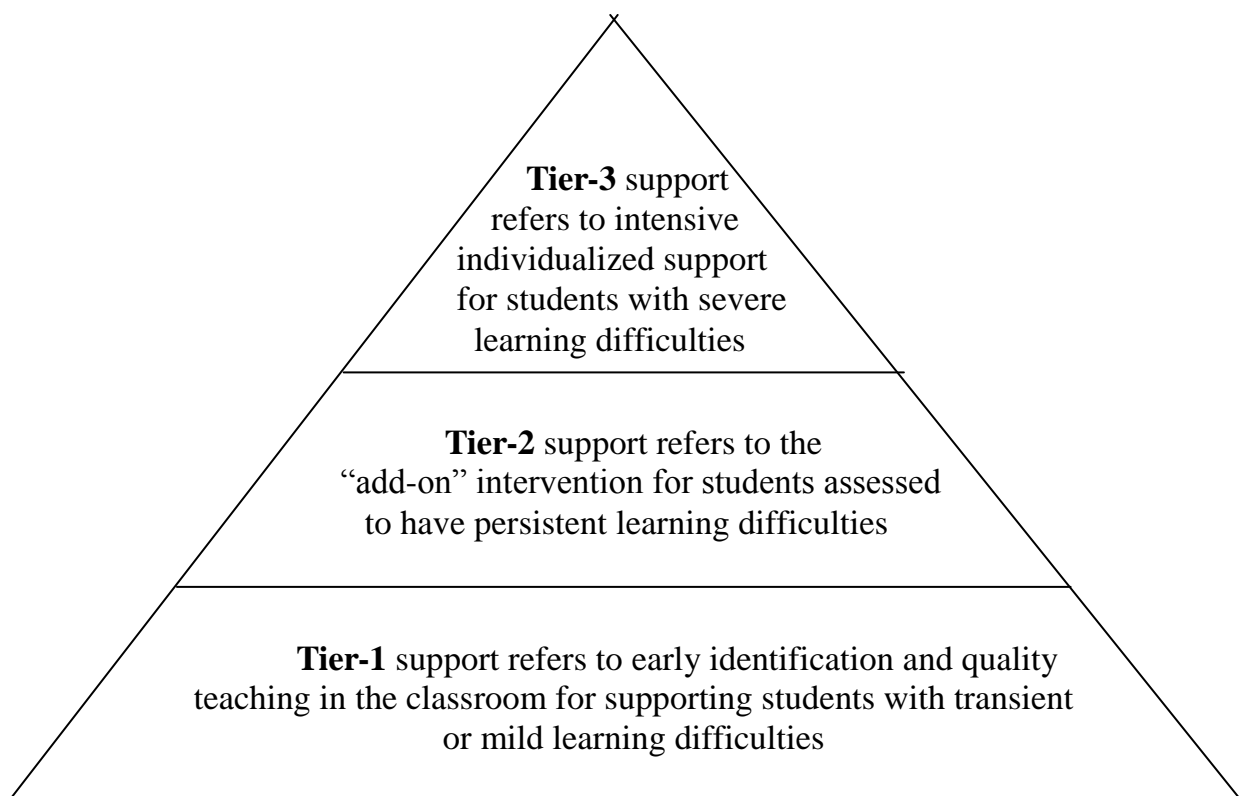 Tier-3 support
refers to intensive
individualized support
for students with severe
learning difficulties
Tier-2 support refers to the
“add-on” intervention for students assessed
to have persistent learning difficulties
Tier-1 support refers to early identification and quality
teaching in the classroom for supporting students with transient
or mild learning difficulties